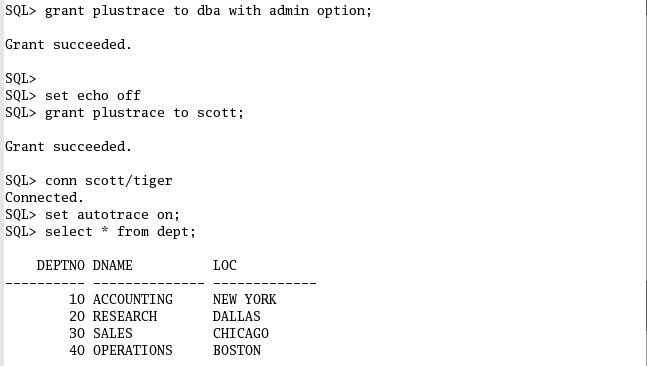 SQL> grant plustrace to dba with admin option;
Grant succeeded.
SQL>
SQL> set echo off
SQL> grant plustrace to scott;
Grant succeeded.
SQL> conn scott/tiger
Connected.
SQL> set autotrace on;
SQL> select * from dept;
    DEPTNO DNAME          LOC
---------- -------------- -------------
        10 ACCOUNTING     NEW YORK
        20 RESEARCH       DALLAS
        30 SALES          CHICAGO
        40 OPERATIONS     BOSTON